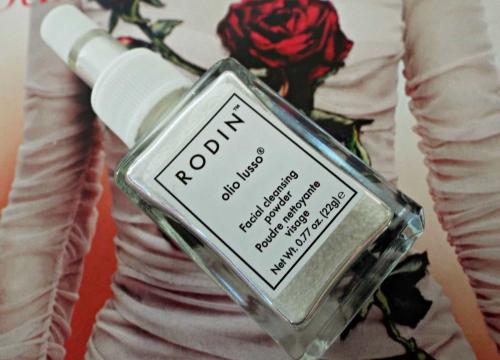 RODIN™
olio lusso®
Facial cleansing
powder
Poudre nettoyante
visage
Net Wt. 0.77 oz. (22g) ℮